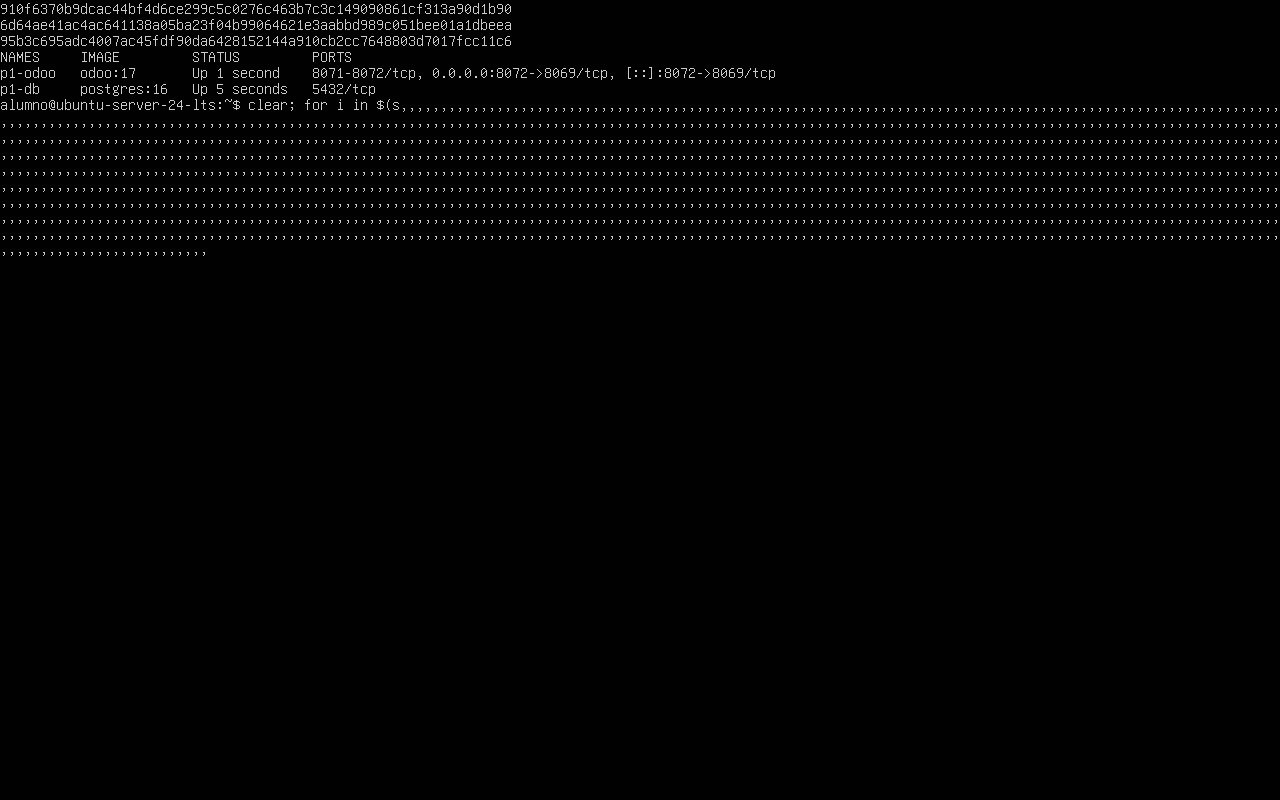 910f6370b9dcac44bf4d6ce299c5c0276c463b7c3c149090861cf313a90d1b90
6d64ae41ac4ac641138a05ba23f04b99064621e3aabbd989c051bee01a1dbeea
95b3c695adc4007ac45fdf90da6428152144a910cb2cc7648803d7017fcc11c6
NAMES     IMAGE         STATUS         PORTS
p1-odoo   odoo:17       Up 1 second    8071-8072/tcp, 0.0.0.0:8072->8069/tcp, [::]:8072->8069/tcp
p1-db     postgres:16   Up 5 seconds   5432/tcp
alumno@ubuntu-server-24-lts:~$ clear; for i in $(s,,,,,,,,,,,,,,,,,,,,,,,,,,,,,,,,,,,,,,,,,,,,,,,,,,,,,,,,,,,,,,,,,,,,,,,,,,,,,,,,,,,,,,,,,,,,,,,,,,,,,,,,,,,,,,
,,,,,,,,,,,,,,,,,,,,,,,,,,,,,,,,,,,,,,,,,,,,,,,,,,,,,,,,,,,,,,,,,,,,,,,,,,,,,,,,,,,,,,,,,,,,,,,,,,,,,,,,,,,,,,,,,,,,,,,,,,,,,,,,,,,,,,,,,,,,,,,,,,,,,,,,,,,,,,,,
,,,,,,,,,,,,,,,,,,,,,,,,,,,,,,,,,,,,,,,,,,,,,,,,,,,,,,,,,,,,,,,,,,,,,,,,,,,,,,,,,,,,,,,,,,,,,,,,,,,,,,,,,,,,,,,,,,,,,,,,,,,,,,,,,,,,,,,,,,,,,,,,,,,,,,,,,,,,,,,,
,,,,,,,,,,,,,,,,,,,,,,,,,,,,,,,,,,,,,,,,,,,,,,,,,,,,,,,,,,,,,,,,,,,,,,,,,,,,,,,,,,,,,,,,,,,,,,,,,,,,,,,,,,,,,,,,,,,,,,,,,,,,,,,,,,,,,,,,,,,,,,,,,,,,,,,,,,,,,,,,
,,,,,,,,,,,,,,,,,,,,,,,,,,,,,,,,,,,,,,,,,,,,,,,,,,,,,,,,,,,,,,,,,,,,,,,,,,,,,,,,,,,,,,,,,,,,,,,,,,,,,,,,,,,,,,,,,,,,,,,,,,,,,,,,,,,,,,,,,,,,,,,,,,,,,,,,,,,,,,,,
,,,,,,,,,,,,,,,,,,,,,,,,,,,,,,,,,,,,,,,,,,,,,,,,,,,,,,,,,,,,,,,,,,,,,,,,,,,,,,,,,,,,,,,,,,,,,,,,,,,,,,,,,,,,,,,,,,,,,,,,,,,,,,,,,,,,,,,,,,,,,,,,,,,,,,,,,,,,,,,,
,,,,,,,,,,,,,,,,,,,,,,,,,,,,,,,,,,,,,,,,,,,,,,,,,,,,,,,,,,,,,,,,,,,,,,,,,,,,,,,,,,,,,,,,,,,,,,,,,,,,,,,,,,,,,,,,,,,,,,,,,,,,,,,,,,,,,,,,,,,,,,,,,,,,,,,,,,,,,,,,
,,,,,,,,,,,,,,,,,,,,,,,,,,,,,,,,,,,,,,,,,,,,,,,,,,,,,,,,,,,,,,,,,,,,,,,,,,,,,,,,,,,,,,,,,,,,,,,,,,,,,,,,,,,,,,,,,,,,,,,,,,,,,,,,,,,,,,,,,,,,,,,,,,,,,,,,,,,,,,,,
,,,,,,,,,,,,,,,,,,,,,,,,,,,,,,,,,,,,,,,,,,,,,,,,,,,,,,,,,,,,,,,,,,,,,,,,,,,,,,,,,,,,,,,,,,,,,,,,,,,,,,,,,,,,,,,,,,,,,,,,,,,,,,,,,,,,,,,,,,,,,,,,,,,,,,,,,,,,,,,,
,,,,,,,,,,,,,,,,,,,,,,,,,,